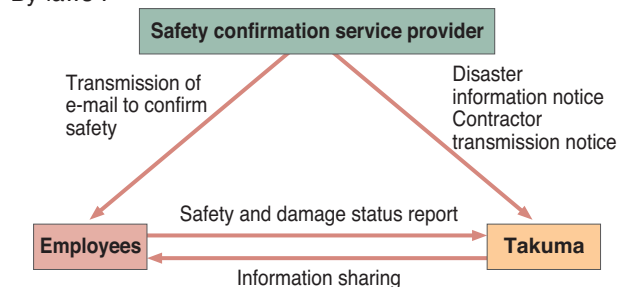 Safety confirmation service provider
Transmission of
e-mail to confirm
safety
Disaster
information notice
Contractor
transmission notice
Safety and damage status report
Employees
Takuma
Information sharing